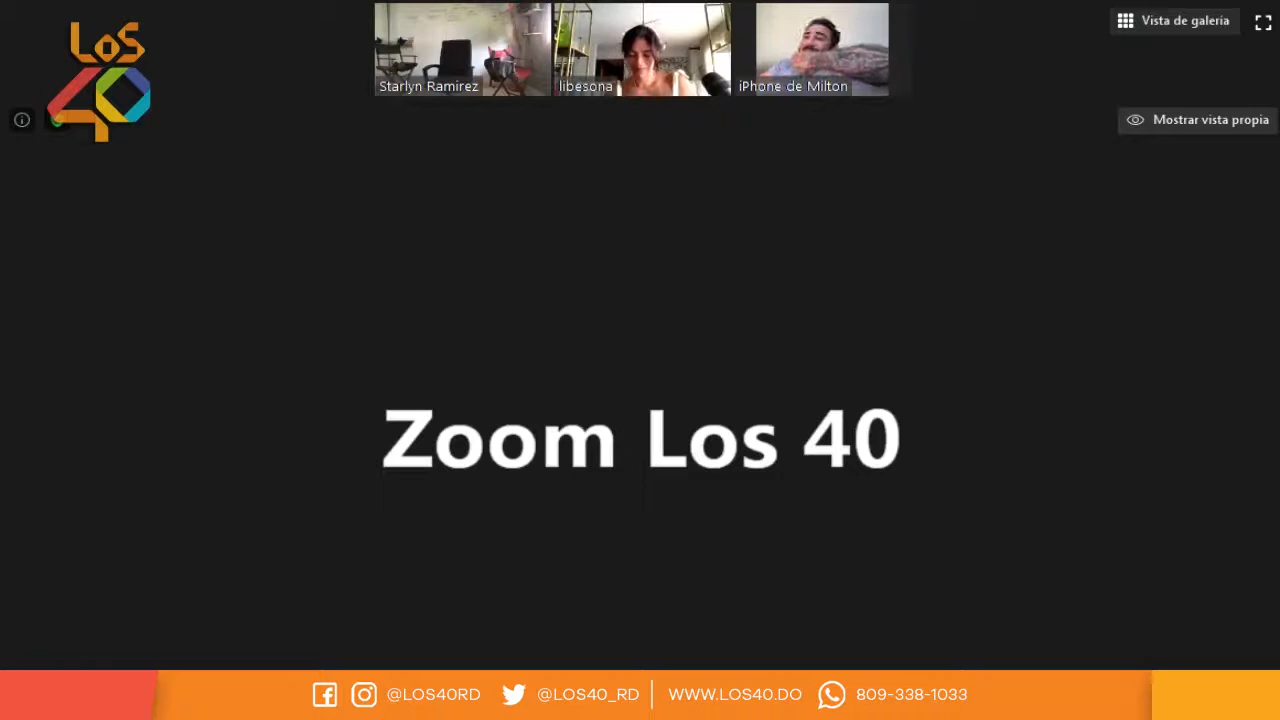 LOS
40
Starlyn Ramirez
libesona
iPhone de Milton
Vista de galería
Mostrar vista propia
Zoom Los 40
@LOS40RD
@LOS40_RD
WWW.LOS40.DO
809-338-1033